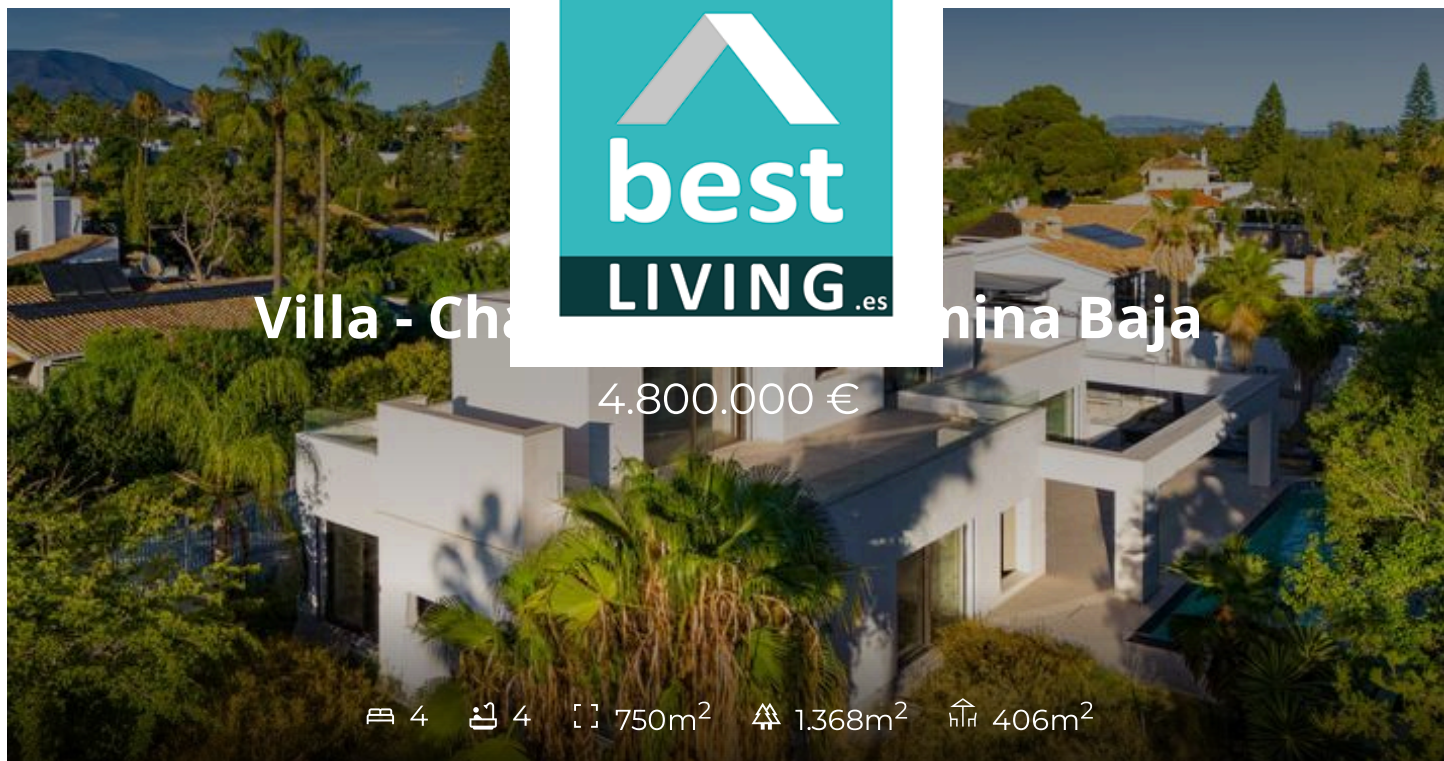 best
LIVING.es
Villa - Cha mina Baja
4.800.000 €
4 4 750m² 1.368m² 406m²